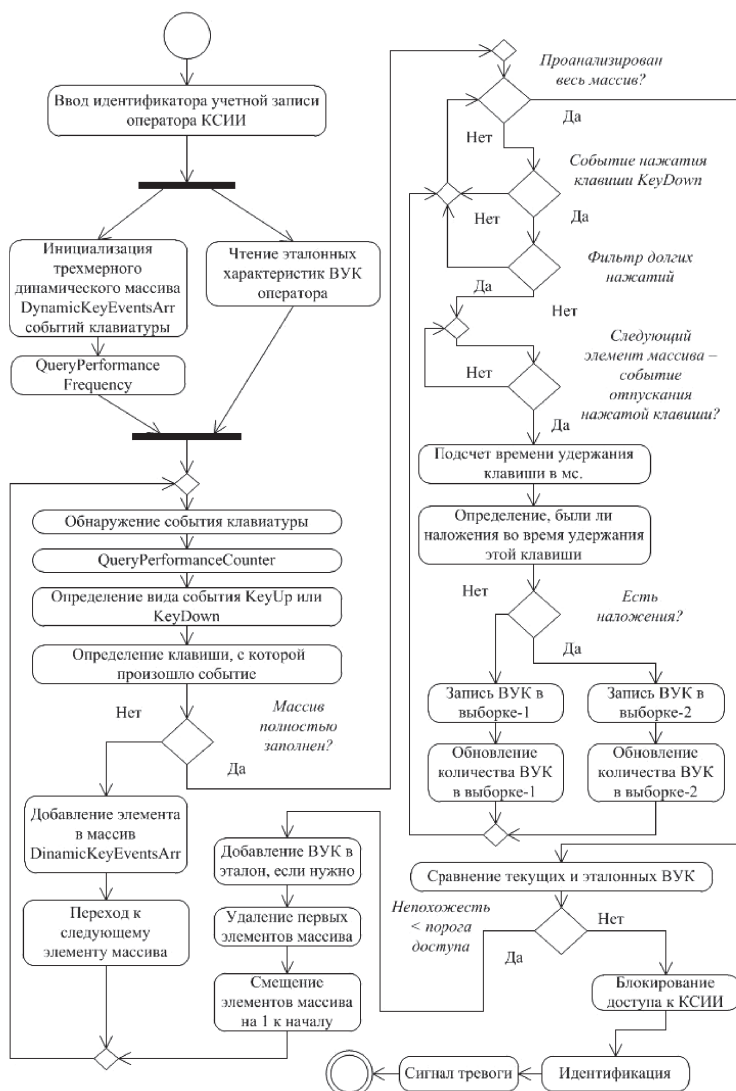 Ввод идентификатора учетной записи
оператора КСИИ
Инициализация
трехмерного
динамического массива
DynamicKeyEventsArr
событий клавиатуры
Чтение эталонных
характеристик ВУК
оператора
QueryPerformance
Frequency
Обнаружение события клавиатуры
QueryPerformanceCounter
Определение вида события KeyUp или
KeyDown
Определение клавиши, с которой
произошло событие
Нет
Массив
полностью
заполнен?
Да
Добавление элемента
в массив
DinamicKeyEventsArr
Переход к
следующему
элементу массива
Добавление ВУК в
эталон, если нужно
Удаление первых
элементов массива
Смещение
элементов массива
на 1 к началу
Проанализирован
весь массив?
Да
Нет
Событие нажатия
клавиши KeyDown
Нет
Да
Фильтр долгих
нажатий
Да
Нет
Следующий
элемент массива –
событие
отпускания
нажатой клавиши?
Нет
Да
Подсчет времени удержания
клавиши в мс.
Определение, были ли
наложения во время удержания
этой клавиши
Нет
Есть
наложения?
Да
Запись ВУК в
выборке-1
Запись ВУК в
выборке-2
Обновление
количества ВУК
в выборке-1
Обновление
количества ВУК
в выборке-2
Сравнение текущих и эталонных ВУК
Непохожесть
< порога
доступа
Нет
Да
Блокирование
доступа к КСИИ
Идентификация
Сигнал тревоги